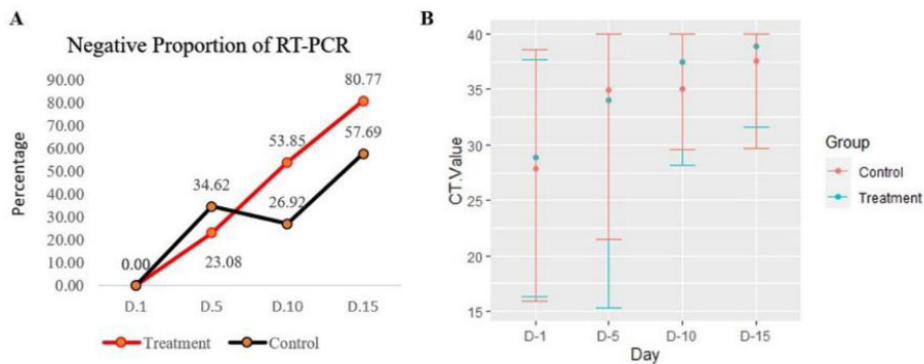 A
Negative Proportion of RT-PCR
Percentage
90.00
80.00
70.00
60.00
50.00
40.00
30.00
20.00
10.00
0.00
0.00
34.62
23.08
53.85
26.92
80.77
57.69
D.1 D.5 D.10 D.15
Treatment Control
B
CT.Value
40
35
30
25
20
15
D-1 D-5 D-10 D-15
Day
Group
Control
Treatment